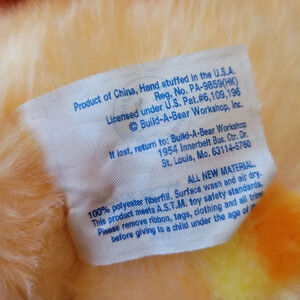 Product of China, Hand stuffed in the U.S.A.
Reg. No. PA-9859(HK)
Licensed under U.S. Pat.#6,109,196
© Build-A-Bear Workshop, Inc.
If lost, return to: Build-A-Bear Workshop
1954 Innerbelt Bus. Ctr. Dr.
St. Louis, Mo. 63114-5760
ALL NEW MATERIAL.
100% polyester fiberfill. Surface wash and air dry.
This product meets A.S.T.M. toy safety standards.
Please remove ribbon, tags, clothing and all trims
before giving to a child under the age of